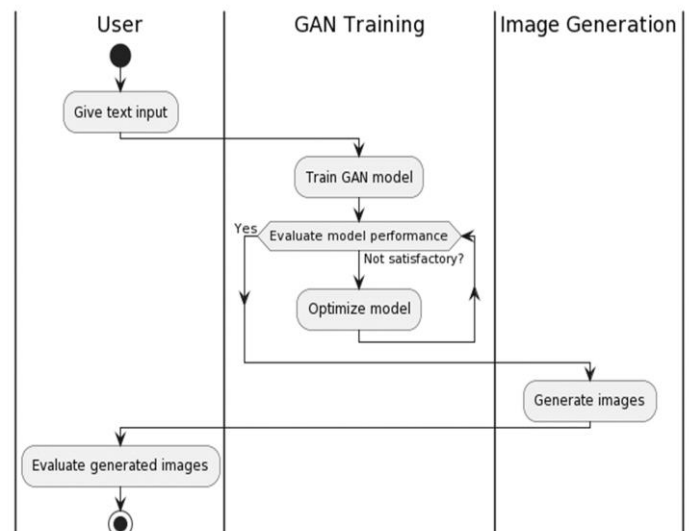 User
GAN Training
Image Generation
Give text input
Train GAN model
Yes
Evaluate model performance
Not satisfactory?
Optimize model
Generate images
Evaluate generated images